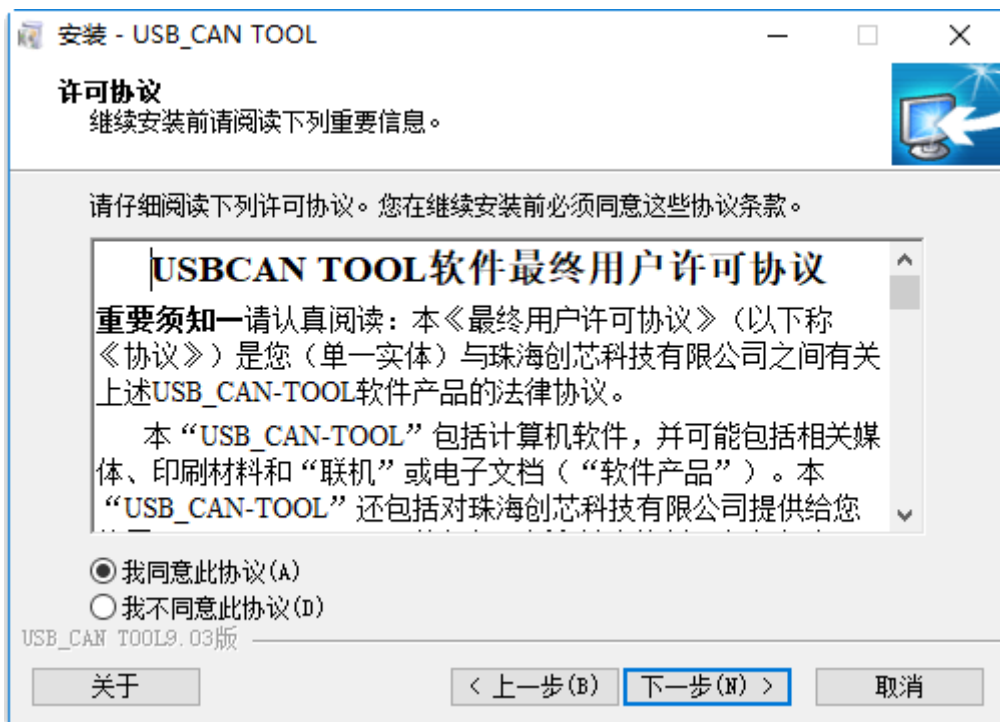 安装 - USB_CAN TOOL
许可协议
继续安装前请阅读下列重要信息。
请仔细阅读下列许可协议。您在继续安装前必须同意这些协议条款。
USBCAN TOOL软件最终用户许可协议
重要须知—请认真阅读：本《最终用户许可协议》（以下称
《协议》）是您（单一实体）与珠海创芯科技有限公司之间有关
上述USB_CAN-TOOL软件产品的法律协议。
本“USB_CAN-TOOL”包括计算机软件，并可能包括相关媒
体、印刷材料和“联机”或电子文档（“软件产品”）。本
“USB_CAN-TOOL”还包括对珠海创芯科技有限公司提供给您
我同意此协议(A)
我不同意此协议(D)
USB_CAN TOOL9.03版
关于
< 上一步(B)
下一步(N) >
取消